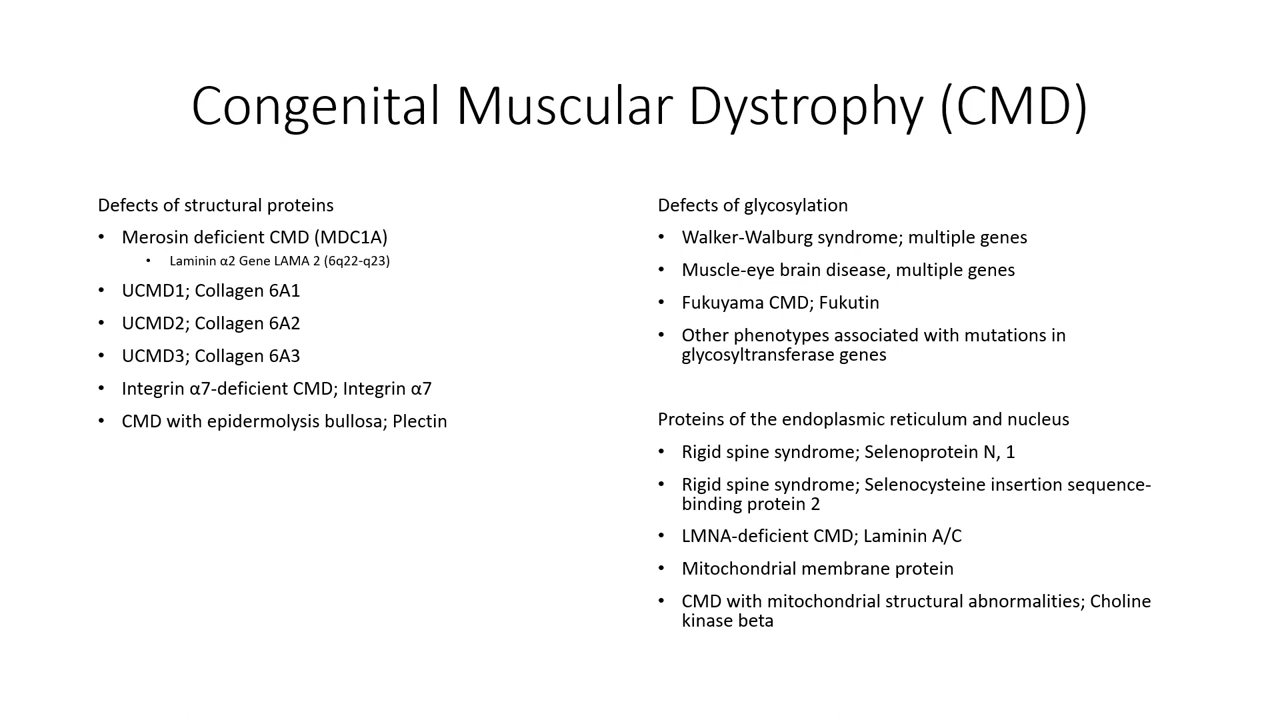 Congenital Muscular Dystrophy (CMD)
Defects of structural proteins
• Merosin deficient CMD (MDC1A)
• Laminin α2 Gene LAMA 2 (6q22-q23)
• UCMD1; Collagen 6A1
• UCMD2; Collagen 6A2
• UCMD3; Collagen 6A3
• Integrin α7-deficient CMD; Integrin α7
• CMD with epidermolysis bullosa; Plectin
Defects of glycosylation
• Walker-Walburg syndrome; multiple genes
• Muscle-eye brain disease, multiple genes
• Fukuyama CMD; Fukutin
• Other phenotypes associated with mutations in
glycosyltransferase genes
Proteins of the endoplasmic reticulum and nucleus
• Rigid spine syndrome; Selenoprotein N, 1
• Rigid spine syndrome; Selenocysteine insertion sequence-
binding protein 2
• LMNA-deficient CMD; Laminin A/C
• Mitochondrial membrane protein
• CMD with mitochondrial structural abnormalities; Choline
kinase beta